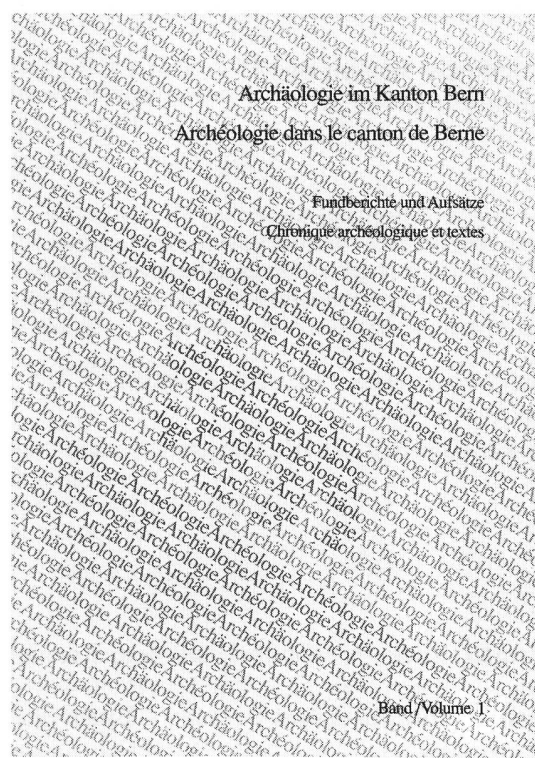 Archäologie im Kanton Bern
Archéologie dans le canton de Berne
Fundberichte und Aufsätze
Chronique archéologique et textes
Band/Volume 1